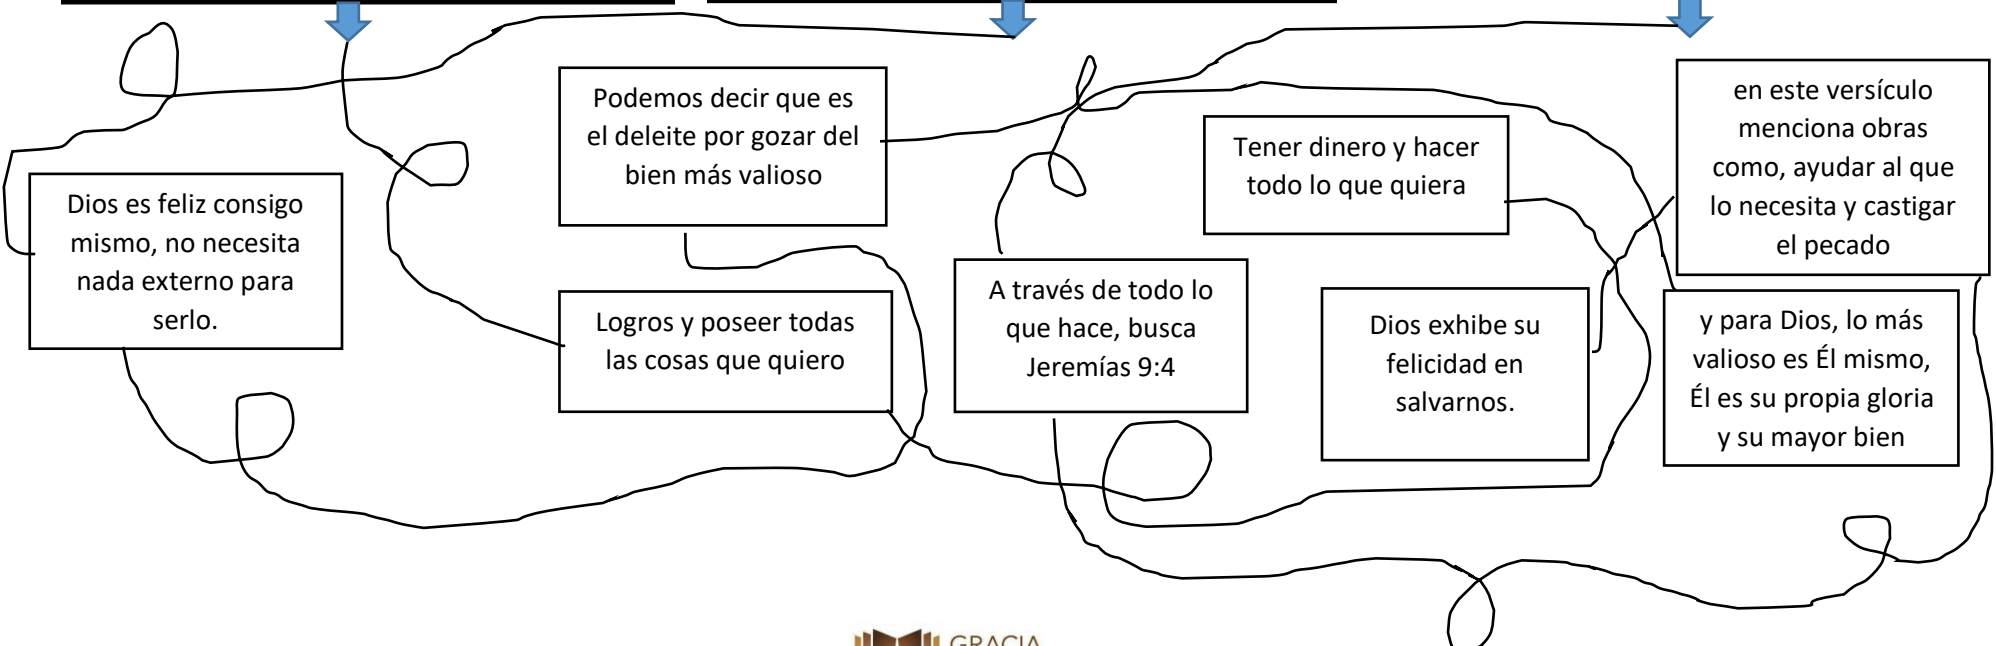 Podemos decir que es
el deleite por gozar del
bien más valioso
en este versículo
menciona obras
como, ayudar al que
lo necesita y castigar
el pecado
Tener dinero y hacer
todo lo que quiera
Dios es feliz consigo
mismo, no necesita
nada externo para
serlo.
A través de todo lo
que hace, busca
Jeremías 9:4
Logros y poseer todas
las cosas que quiero
Dios exhibe su
felicidad en
salvarnos.
y para Dios, lo más
valioso es Él mismo,
Él es su propia gloria
y su mayor bien
GRACIA